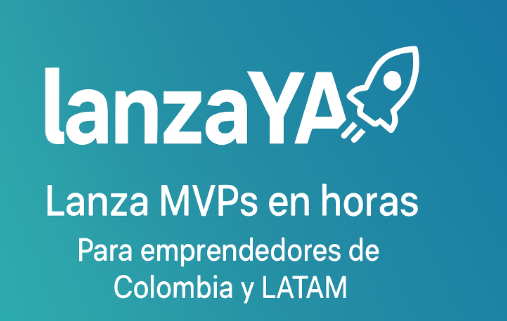 lanzaYA
Lanza MVPs en horas
Para emprendedores de
Colombia y LATAM